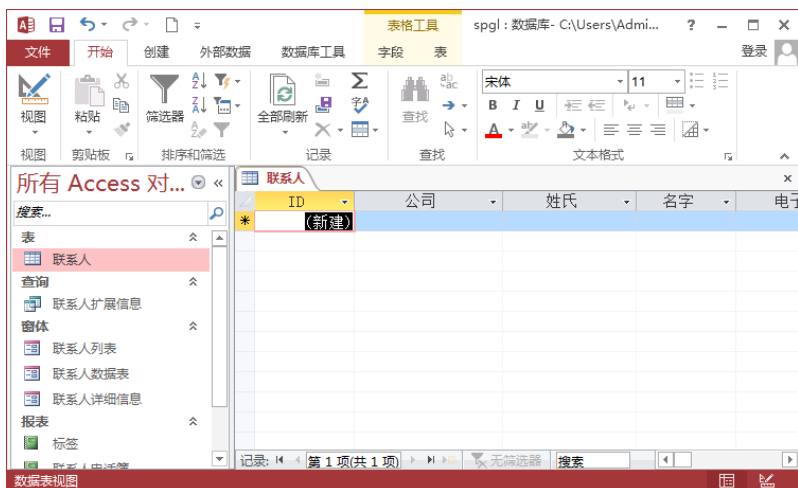 表格工具 spgl : 数据库- C:\Users\Admi... ?
文件 开始 创建 外部数据 数据库工具 字段 表 登录
视图 粘贴 筛选器 全部刷新 查找 宋体 11
B I U
视图 剪贴板 排序和筛选 记录 查找 文本格式
所有 Access 对... «
搜索...
表
联系人
查询
联系人扩展信息
窗体
联系人列表
联系人数据表
联系人详细信息
报表
标签
联系人电话簿
联系人
ID 公司 姓氏 名字 电子
* (新建)
记录: 第 1 项(共 1 项) 无筛选器 搜索
数据表视图